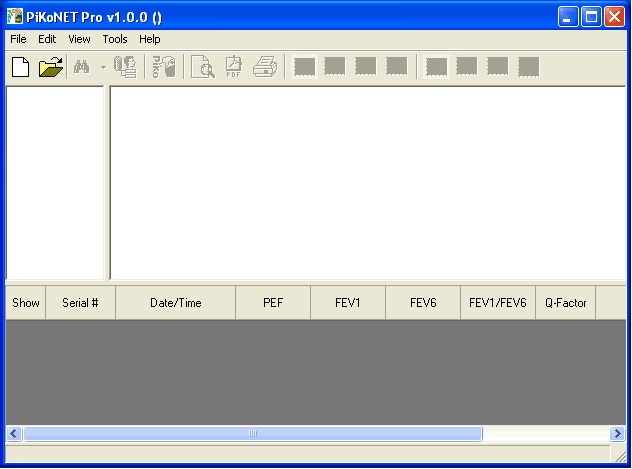 PiKoNET Pro v1.0.0 ()
File Edit View Tools Help
PiKo PDF
Show Serial # Date/Time PEF FEV1 FEV6 FEV1/FEV6 Q-Factor